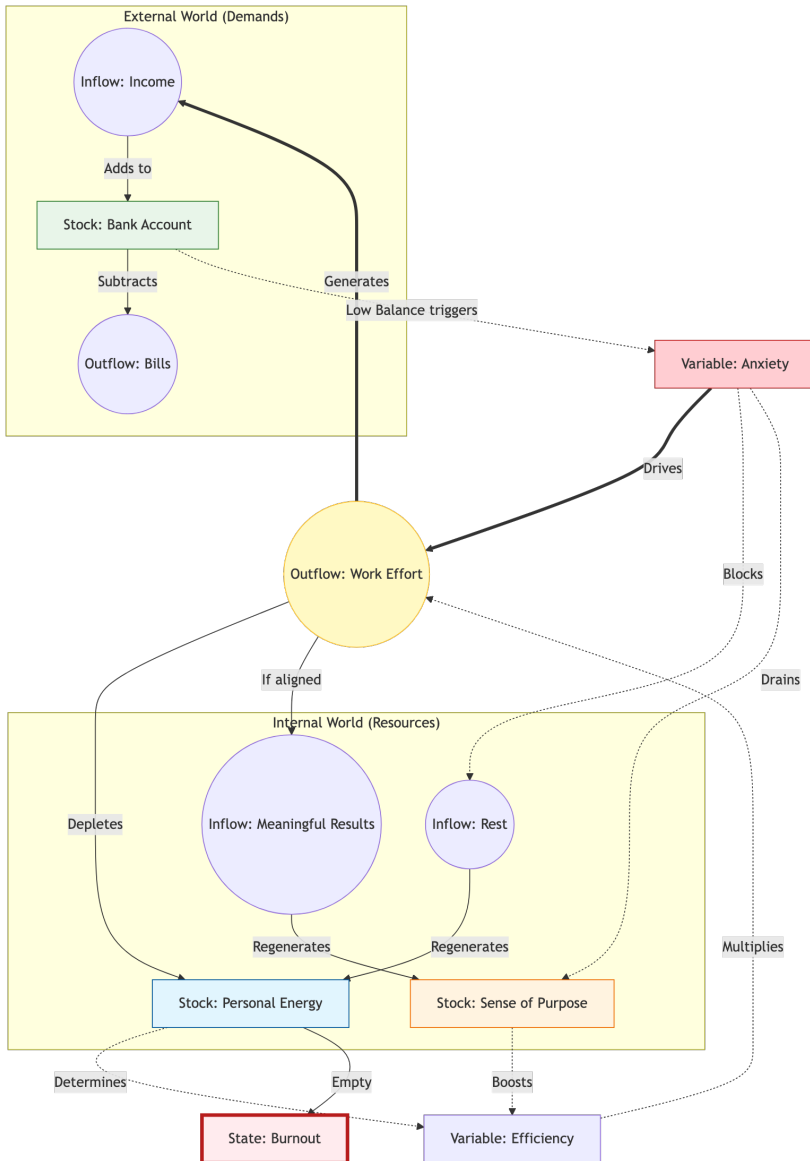 External World (Demands)
Inflow: Income
Adds to
Stock: Bank Account
Subtracts
Generates
Low Balance triggers
Outflow: Bills
Variable: Anxiety
Drives
Outflow: Work Effort
Blocks
If aligned
Drains
Internal World (Resources)
Depletes
Inflow: Meaningful Results
Inflow: Rest
Regenerates
Regenerates
Multiplies
Stock: Personal Energy
Stock: Sense of Purpose
Determines
Empty
Boosts
State: Burnout
Variable: Efficiency